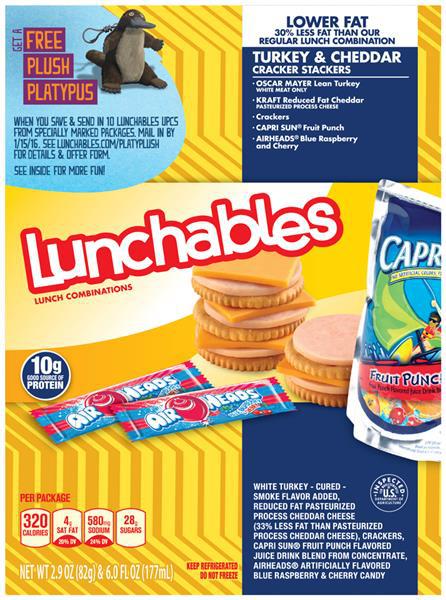 GET A
FREE
PLUSH
PLATYPUS
WHEN YOU SAVE & SEND IN 10 LUNCHABLES UPCS
FROM SPECIALLY MARKED PACKAGES. MAIL IN BY
1/15/16. SEE LUNCHABLES.COM/PLATYPLUSH
FOR DETAILS & OFFER FORM.
SEE INSIDE FOR MORE FUN!
LOWER FAT
30% LESS FAT THAN OUR
REGULAR LUNCH COMBINATION
TURKEY & CHEDDAR
CRACKER STACKERS
• OSCAR MAYER Lean Turkey
WHITE MEAT ONLY
• KRAFT Reduced Fat Cheddar
PASTEURIZED PROCESS CHEESE
• Crackers
• CAPRI SUN® Fruit Punch
• AIRHEADS® Blue Raspberry
and Cherry
Lunchables
LUNCH COMBINATIONS
CAPR
FRUIT PUNC
10g
GOOD SOURCE OF
PROTEIN
AIRHEADS
AIRHEADS
PER PACKAGE
320
CALORIES
4g
SAT FAT
20% DV
580mg
SODIUM
24% DV
28g
SUGARS
NET WT 2.9 OZ (82g) & 6.0 FL OZ (177mL)
KEEP REFRIGERATED
DO NOT FREEZE
WHITE TURKEY - CURED -
SMOKE FLAVOR ADDED,
REDUCED FAT PASTEURIZED
PROCESS CHEDDAR CHEESE
(33% LESS FAT THAN PASTEURIZED
PROCESS CHEDDAR CHEESE), CRACKERS,
CAPRI SUN® FRUIT PUNCH FLAVORED
JUICE DRINK BLEND FROM CONCENTRATE,
AIRHEADS® ARTIFICIALLY FLAVORED
BLUE RASPBERRY & CHERRY CANDY
INSPECTED
U.S.
DEPARTMENT OF
AGRICULTURE